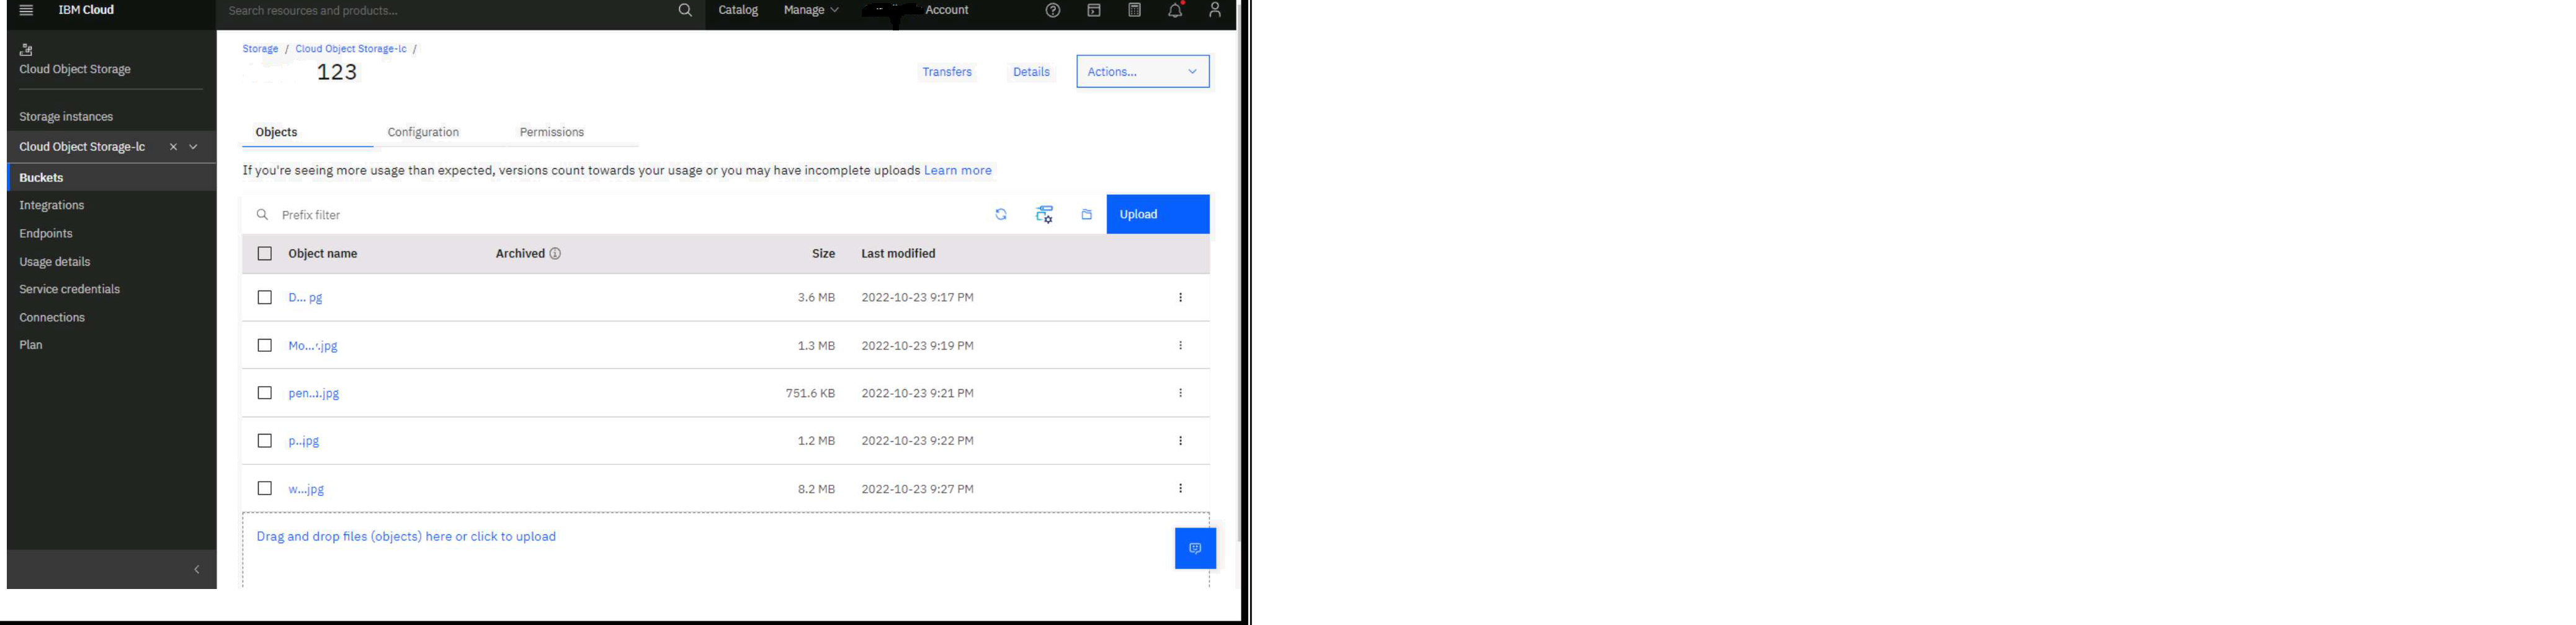 IBM Cloud
Search resources and products...
Catalog
Manage
Account
Cloud Object Storage
Storage instances
Cloud Object Storage-lc
Buckets
Integrations
Endpoints
Usage details
Service credentials
Connections
Plan
Storage / Cloud Object Storage-lc /
123
Transfers
Details
Actions...
Objects
Configuration
Permissions
If you're seeing more usage than expected, versions count towards your usage or you may have incomplete uploads Learn more
Prefix filter
Upload
Object name Archived Size Last modified
D... pg 3.6 MB 2022-10-23 9:17 PM
Mo...jpg 1.3 MB 2022-10-23 9:19 PM
pen...jpg 751.6 KB 2022-10-23 9:21 PM
p..jpg 1.2 MB 2022-10-23 9:22 PM
w...jpg 8.2 MB 2022-10-23 9:27 PM
Drag and drop files (objects) here or click to upload